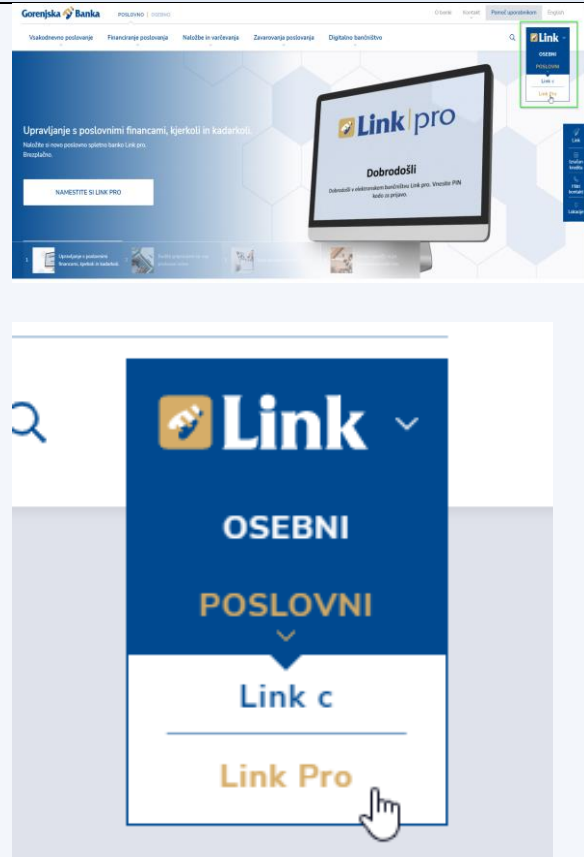 Gorenjska Banka
POSLOVNO | OSEBNO
O banki Kontakt Pomoč uporabnikom English
Vsakodnevno poslovanje Financiranje poslovanja Naložbe in varčevanje Zavarovanja poslovanja Digitalno bančništvo
Link
OSEBNI
POSLOVNI
Link c
Link Pro
Upravljanje s poslovnimi financami, kjerkoli in kadarkoli.
Naložite si novo poslovno spletno banko Link pro.
Brezplačno.
NAMESTITE SI LINK PRO
Link pro
Dobrodošli
Dobrodošli v elektronskem bančništvu Link pro. Vnesite PIN
kodo za prijavo.
Link
kontakt
Lokacije
1. Upravljanje s poslovnimi
financami, kjerkoli in kadarkoli.
Link
OSEBNI
POSLOVNI
Link c
Link Pro